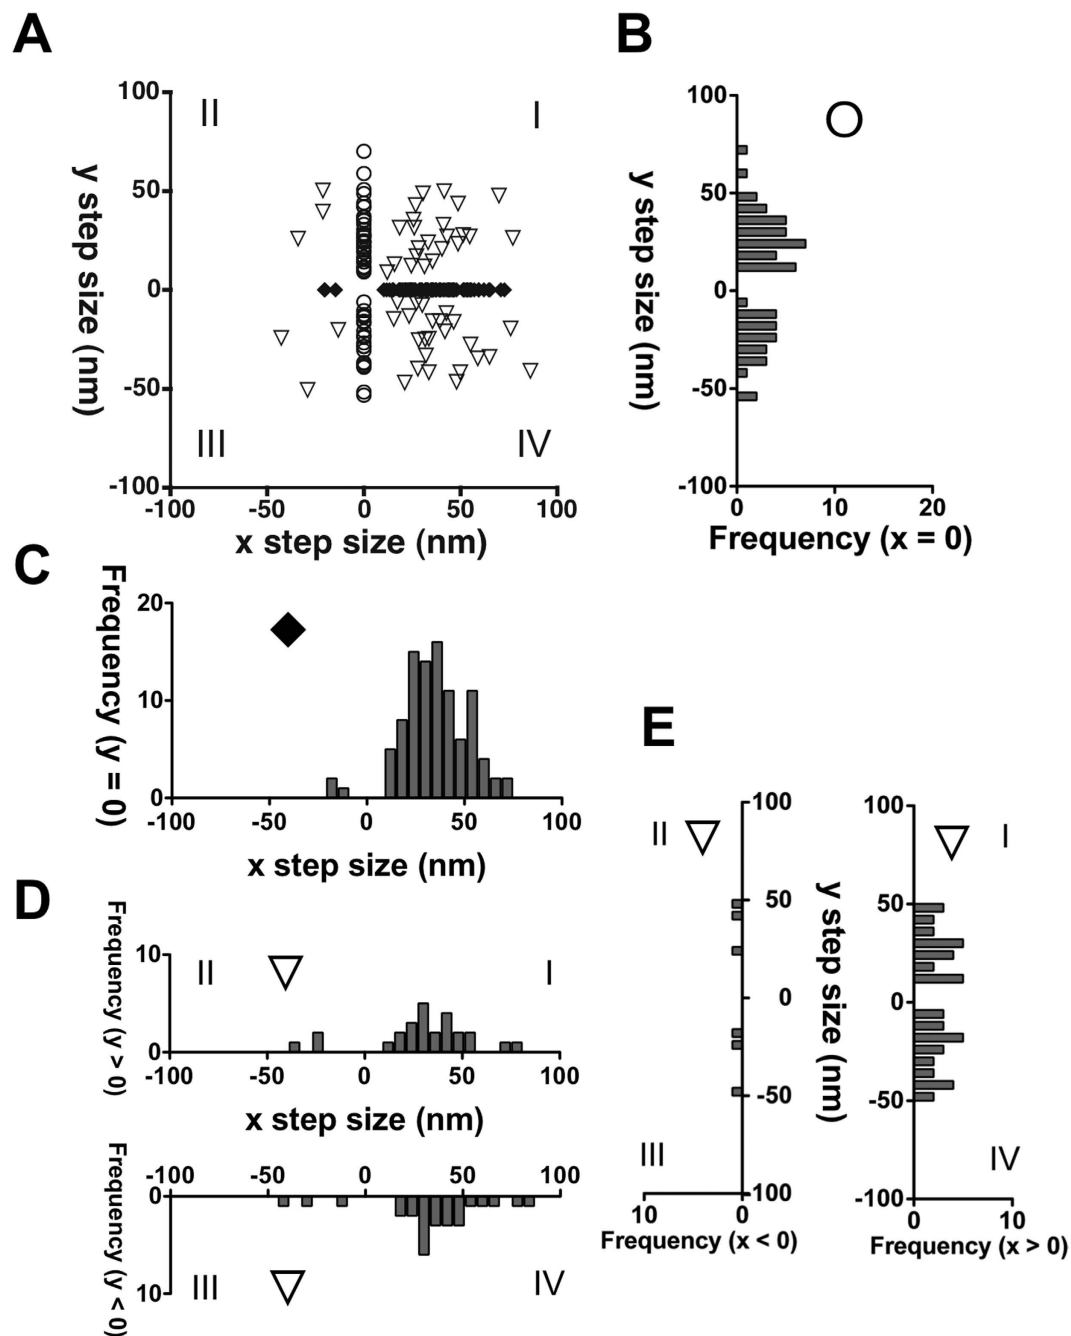 A
B
100
50
0
-50
-100
y step size (nm)
II
I
III
IV
-100
-50
0
50
100
x step size (nm)
100
50
0
-50
-100
y step size (nm)
0
10
20
Frequency (x = 0)
C
Frequency (y = 0)
20
10
0
-100
-50
0
50
100
x step size (nm)
D
Frequency (y > 0)
10
0
II
I
-100
-50
0
50
100
x step size (nm)
Frequency (y < 0)
-100
-50
0
50
100
0
10
III
IV
E
II
100
50
0
-50
-100
y step size (nm)
III
10
0
Frequency (x < 0)
100
50
0
-50
-100
I
IV
0
10
Frequency (x > 0)